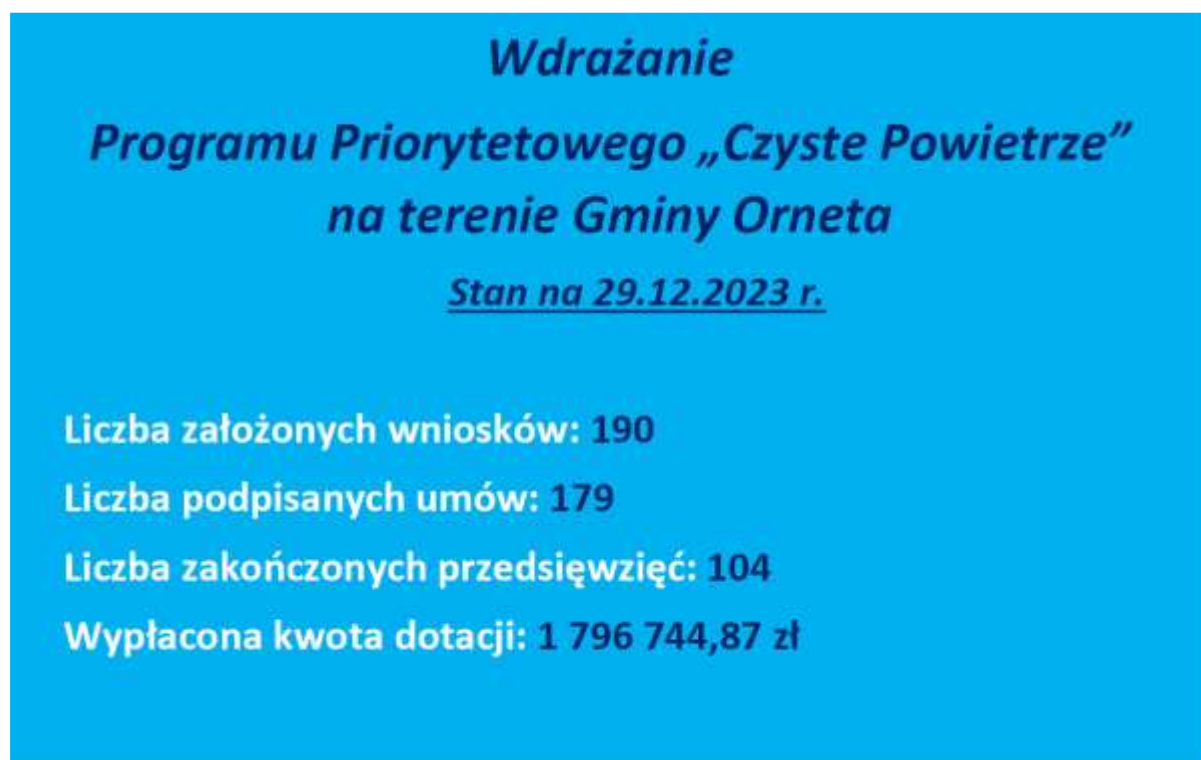 Wdrażanie
Programu Priorytetowego „Czyste Powietrze”
na terenie Gminy Orneta
Stan na 29.12.2023 r.
Liczba założonych wniosków: 190
Liczba podpisanych umów: 179
Liczba zakończonych przedsięwzięć: 104
Wypłacona kwota dotacji: 1 796 744,87 zł